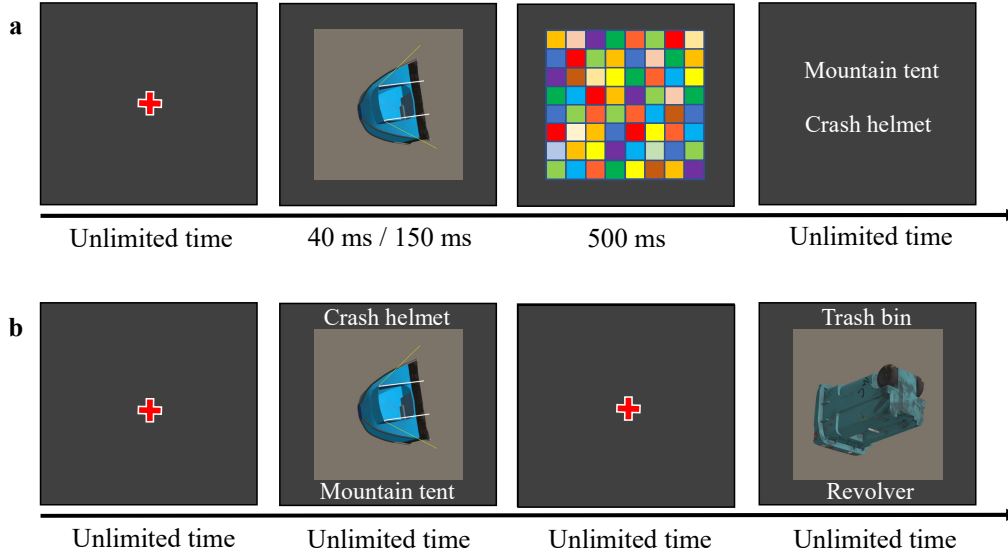 a
Mountain tent
Crash helmet
Unlimited time
40 ms / 150 ms
500 ms
Unlimited time
b
Crash helmet
Mountain tent
Trash bin
Revolver
Unlimited time
Unlimited time
Unlimited time
Unlimited time